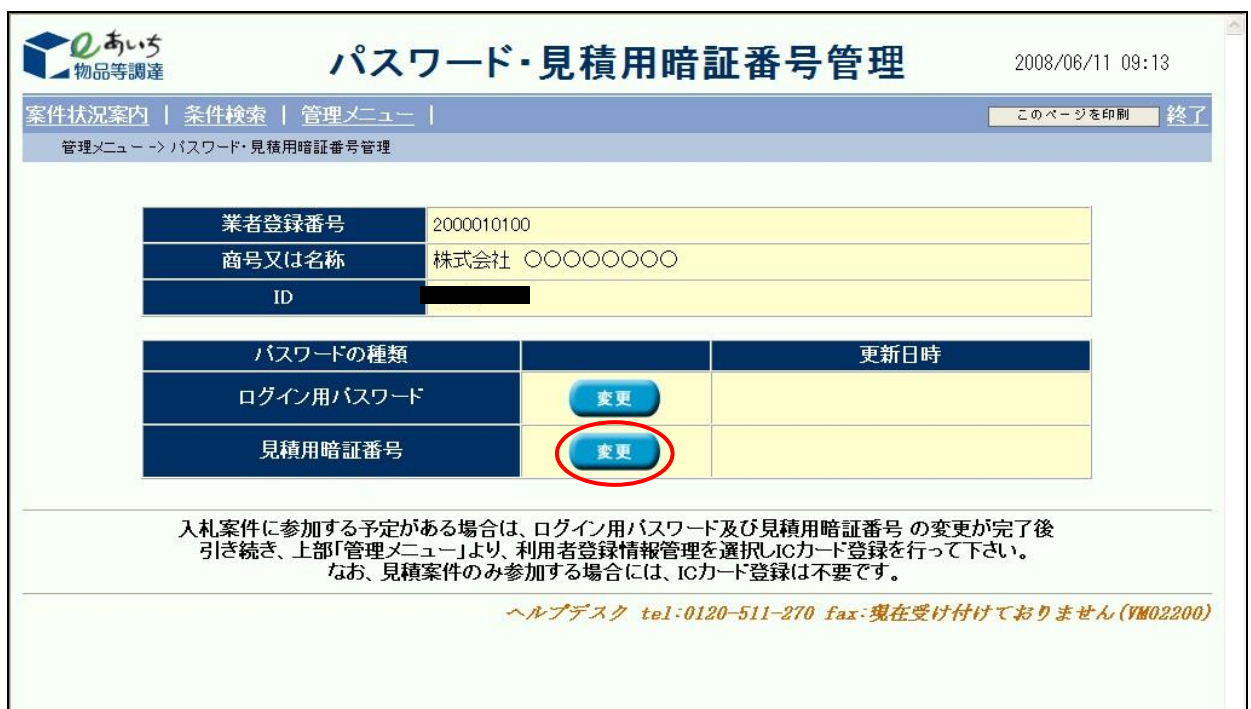 eあいち
物品等調達
パスワード・見積用暗証番号管理
2008/06/11 09:13
案件状況案内 | 条件検索 | 管理メニュー |
このページを印刷 終了
管理メニュー -> パスワード・見積用暗証番号管理
業者登録番号 2000010100
商号又は名称 株式会社 ○○○○○○○○
ID
パスワードの種類 更新日時
ログイン用パスワード 変更
見積用暗証番号 変更
入札案件に参加する予定がある場合は、ログイン用パスワード及び見積用暗証番号 の変更が完了後
引き続き、上部「管理メニュー」より、利用者登録情報管理を選択しICカード登録を行って下さい。
なお、見積案件のみ参加する場合には、ICカード登録は不要です。
ヘルプデスク tel:0120-511-270 fax:現在受け付けておりません(VM02200)